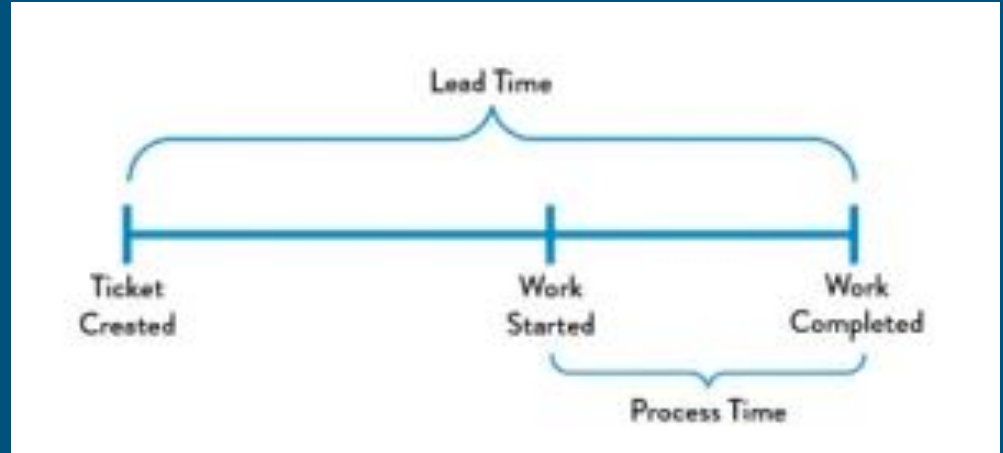 Lead Time
Ticket
Created
Work
Started
Work
Completed
Process Time